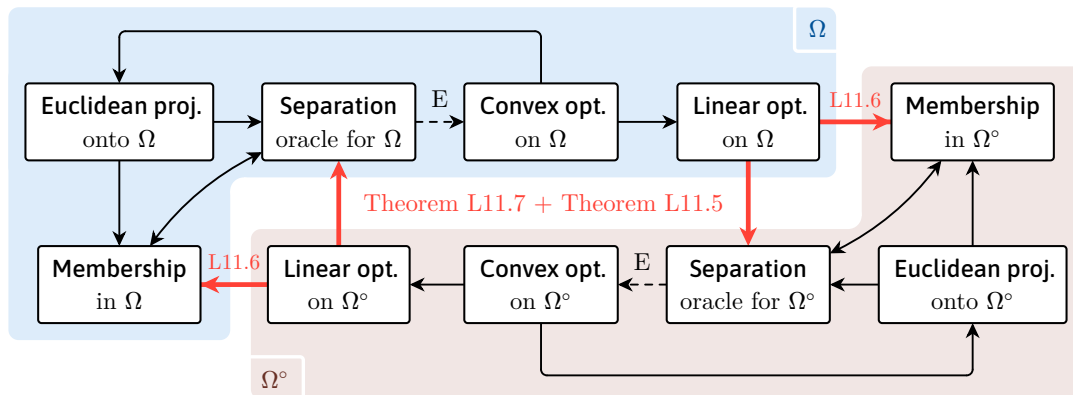 Ω
Euclidean proj.
onto Ω
Separation
oracle for Ω
E
Convex opt.
on Ω
Linear opt.
on Ω
L11.6
Membership
in Ω°
Theorem L11.7 + Theorem L11.5
Membership
in Ω
L11.6
Linear opt.
on Ω°
Convex opt.
on Ω°
E
Separation
oracle for Ω°
Euclidean proj.
onto Ω°
Ω°